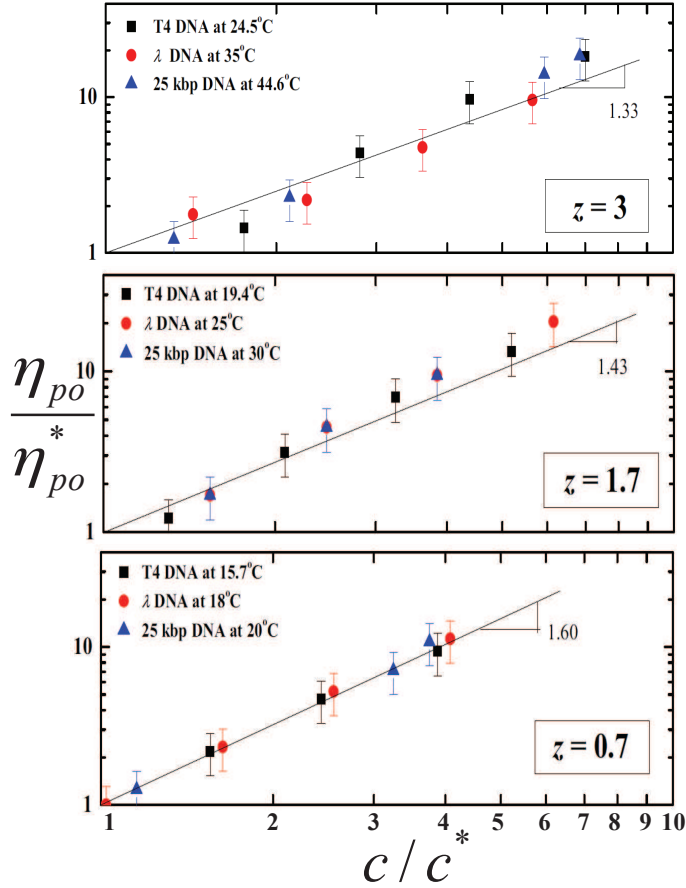 T4 DNA at 24.5°C
λ DNA at 35°C
25 kbp DNA at 44.6°C
10
1.33
z = 3
1
T4 DNA at 19.4°C
λ DNA at 25°C
25 kbp DNA at 30°C
10
1.43
z = 1.7
1
η_po
η*_po
T4 DNA at 15.7°C
λ DNA at 18°C
25 kbp DNA at 20°C
10
1.60
z = 0.7
1
1 2 3 4 5 6 7 8 9 10
c / c*